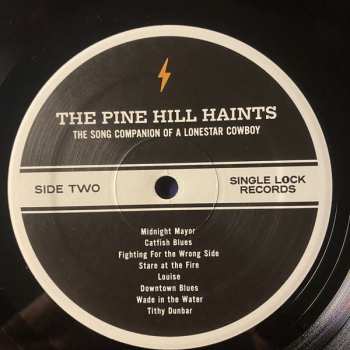 THE PINE HILL HAINTS
THE SONG COMPANION OF A LONESTAR COWBOY
SIDE TWO
SINGLE LOCK
RECORDS
Midnight Mayor
Catfish Blues
Fighting For the Wrong Side
Stare at the Fire
Louise
Downtown Blues
Wade in the Water
Tithy Dunbar